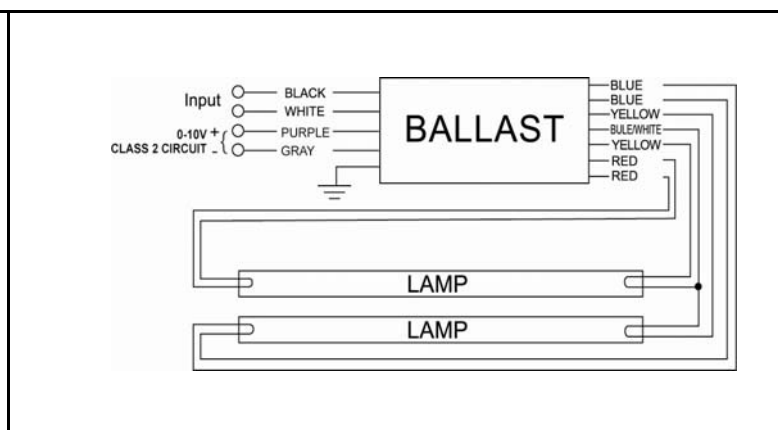 Input
BLACK
WHITE
0-10V +
CLASS 2 CIRCUIT -
PURPLE
GRAY
BALLAST
BLUE
BLUE
YELLOW
BULE/WHITE
YELLOW
RED
RED
LAMP
LAMP